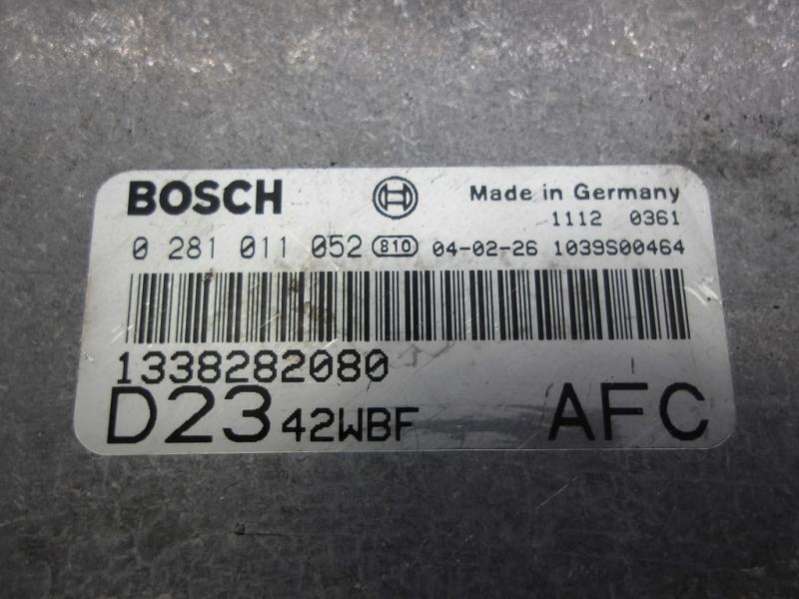 BOSCH Made in Germany
1112 0361
0 281 011 052 810 04-02-26 1039S00464
1338282080
D23 42WBF AFC